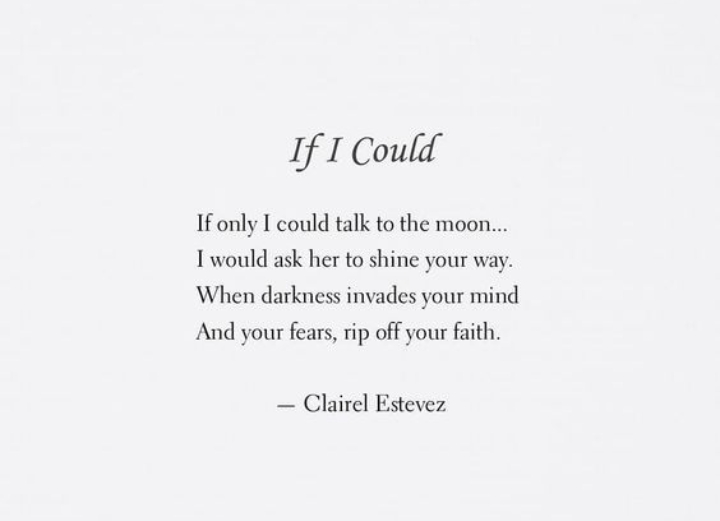 If I Could
If only I could talk to the moon...
I would ask her to shine your way.
When darkness invades your mind
And your fears, rip off your faith.
— Clairel Estevez